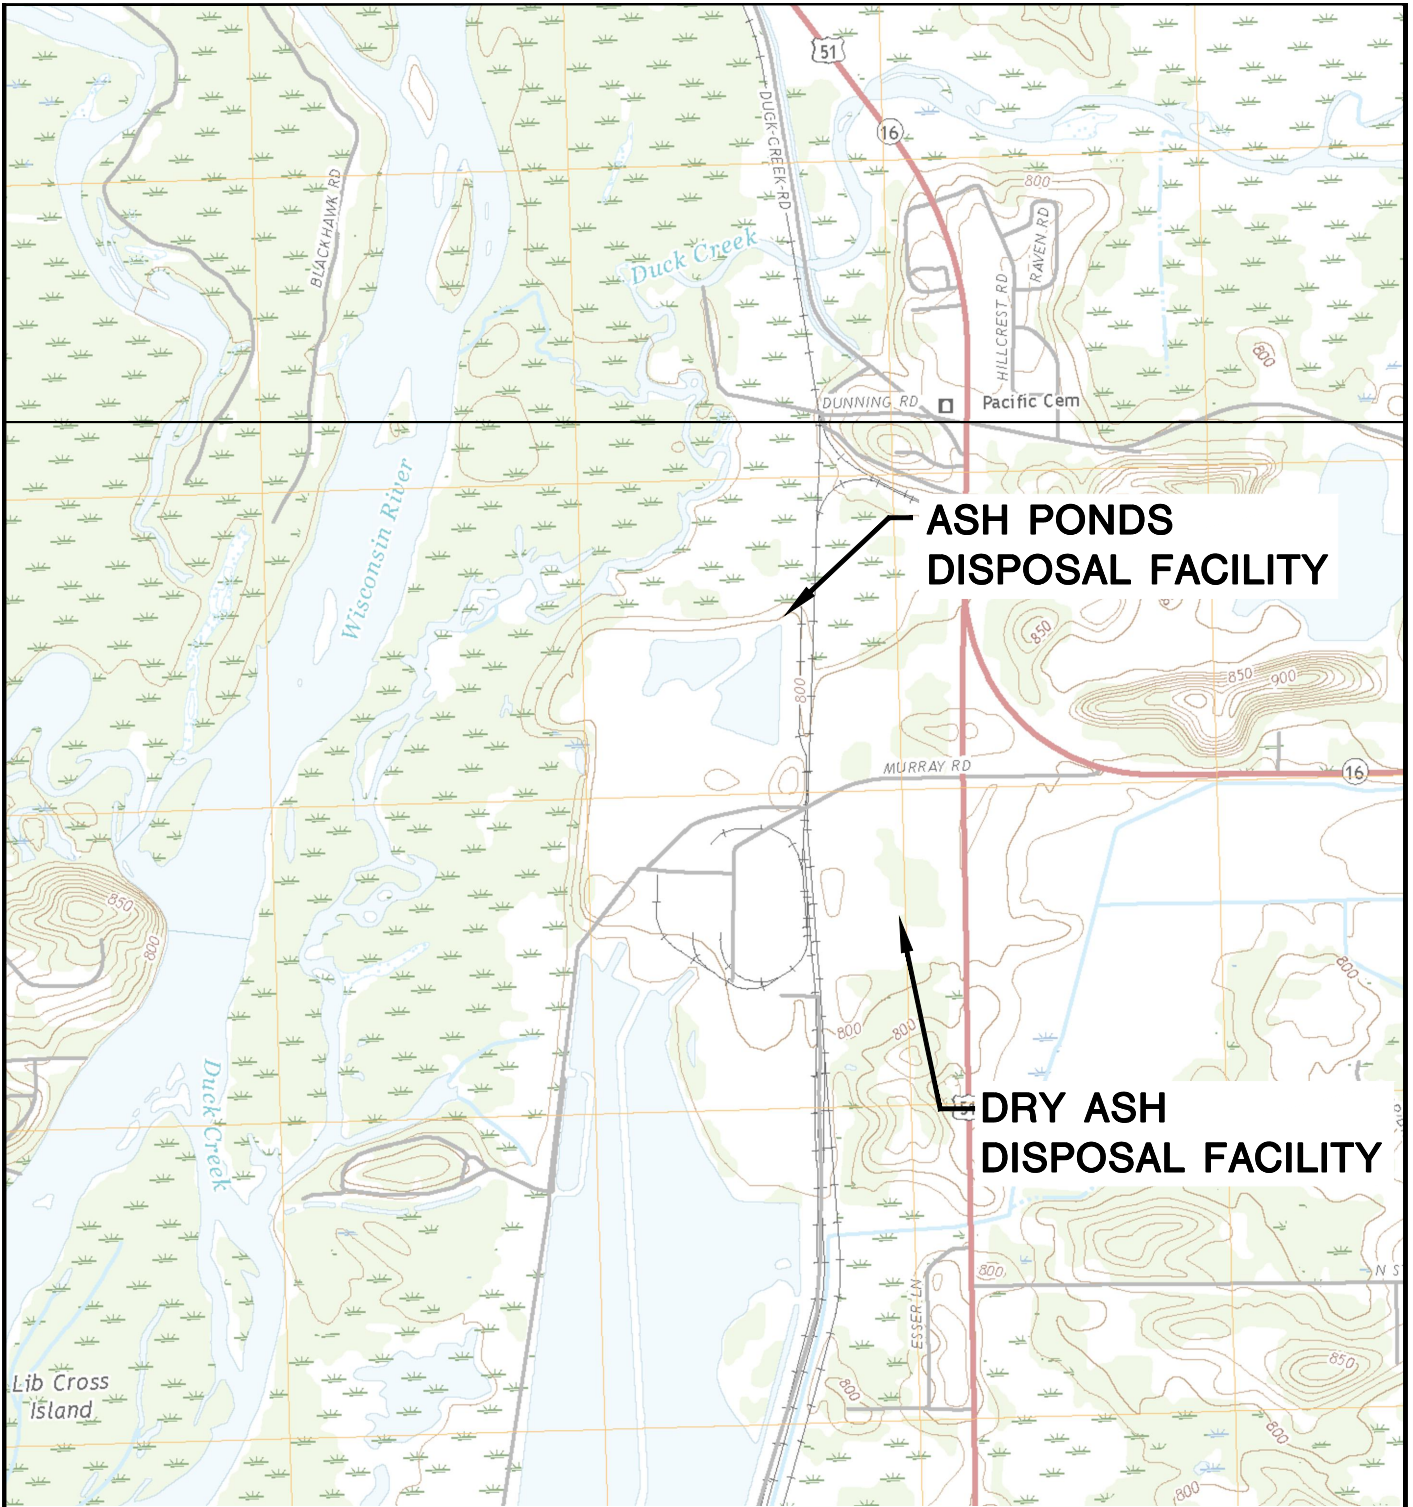 51
16
DUCK-CREEK-RD
BLACKHAWK RD
800
RAVEN RD
Duck Creek
HILLCREST RD
800
DUNNING RD
Pacific Cem
Wisconsin River
ASH PONDS
DISPOSAL FACILITY
850
850
900
800
MURRAY RD
16
850
800
800
800
800
Duck Creek
DRY ASH
DISPOSAL FACILITY
800
N S
ESSER LN
850
Lib Cross
Island
800
800
800